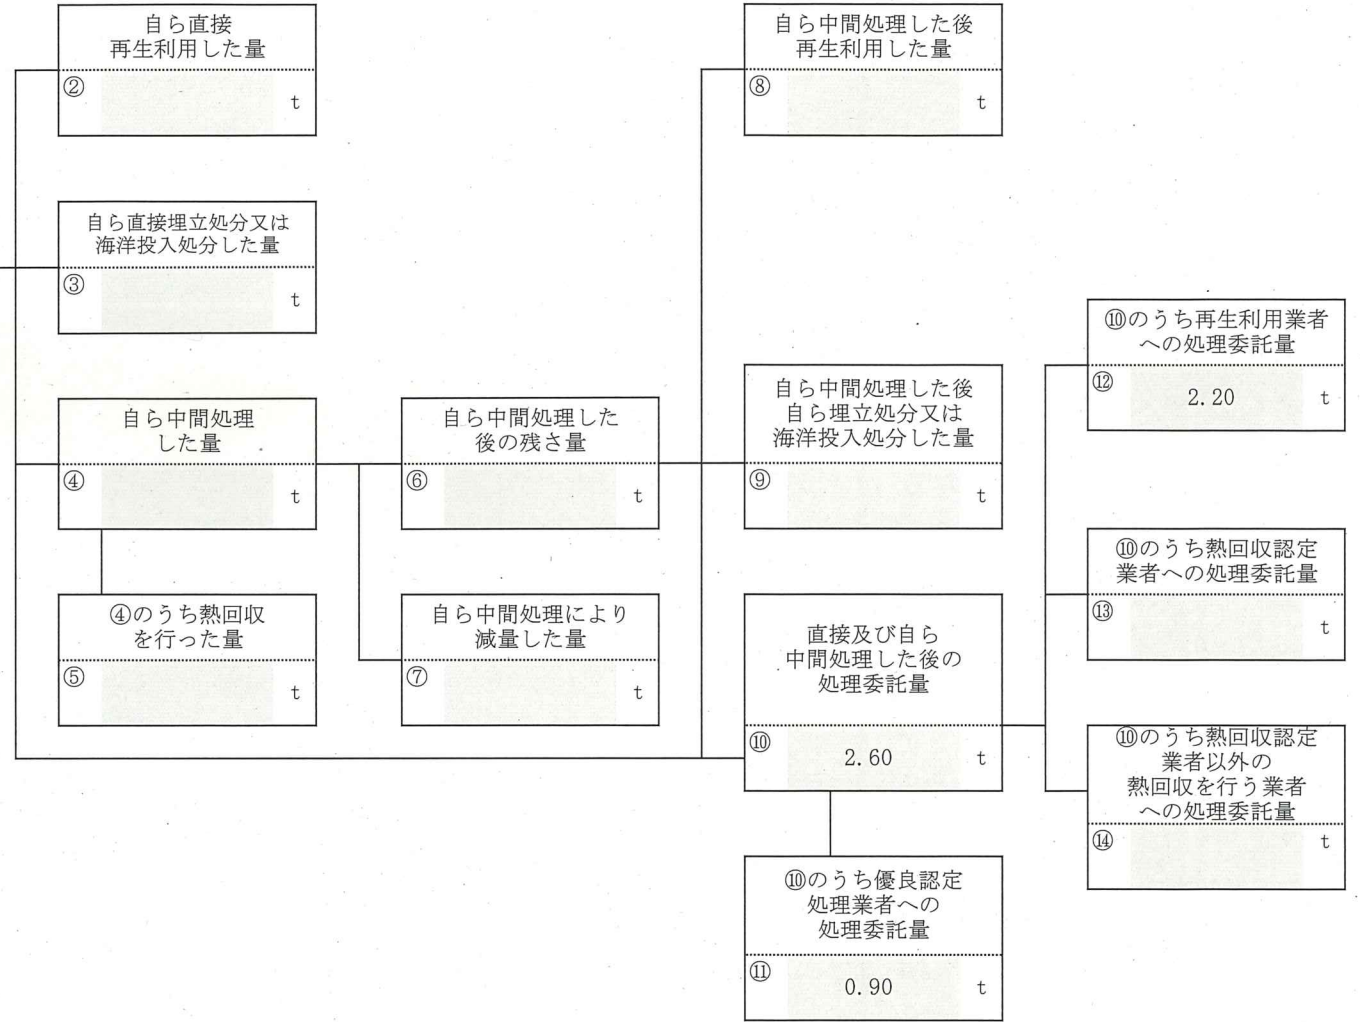 自ら直接
再生利用した量
②
t
自ら直接埋立処分又は
海洋投入処分した量
③
t
自ら中間処理
した量
④
t
④のうち熱回収
を行った量
⑤
t
自ら中間処理した
後の残さ量
⑥
t
自ら中間処理により
減量した量
⑦
t
自ら中間処理した後
再生利用した量
⑧
t
自ら中間処理した後
自ら埋立処分又は
海洋投入処分した量
⑨
t
直接及び自ら
中間処理した後の
処理委託量
⑩ 2.60 t
⑩のうち優良認定
処理業者への
処理委託量
⑪ 0.90 t
⑩のうち再生利用業者
への処理委託量
⑫ 2.20 t
⑩のうち熱回収認定
業者への処理委託量
⑬
t
⑩のうち熱回収認定
業者以外の
熱回収を行う業者
への処理委託量
⑭
t